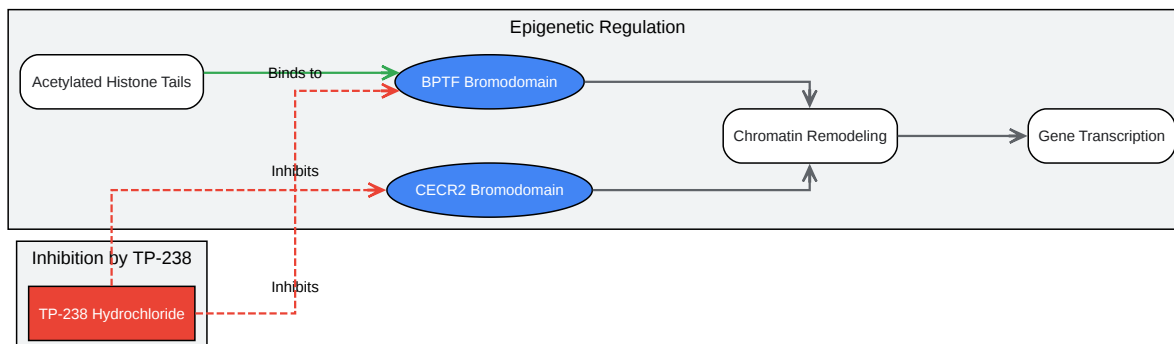 Epigenetic Regulation
Acetylated Histone Tails
Binds to
BPTF Bromodomain
Chromatin Remodeling
Gene Transcription
Inhibits
CECR2 Bromodomain
Inhibition by TP-238
Inhibits
TP-238 Hydrochloride